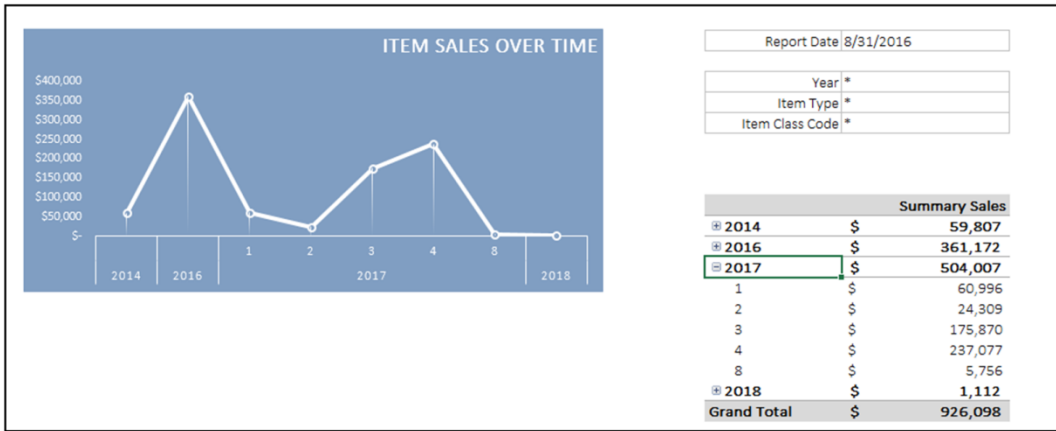 ITEM SALES OVER TIME
$400,000
$350,000
$300,000
$250,000
$200,000
$150,000
$100,000
$50,000
$-
1 2 3 4 8
2014 2016 2017 2018
Report Date 8/31/2016
Year *
Item Type *
Item Class Code *
Summary Sales
2014 $ 59,807
2016 $ 361,172
2017 $ 504,007
1 $ 60,996
2 $ 24,309
3 $ 175,870
4 $ 237,077
8 $ 5,756
2018 $ 1,112
Grand Total $ 926,098